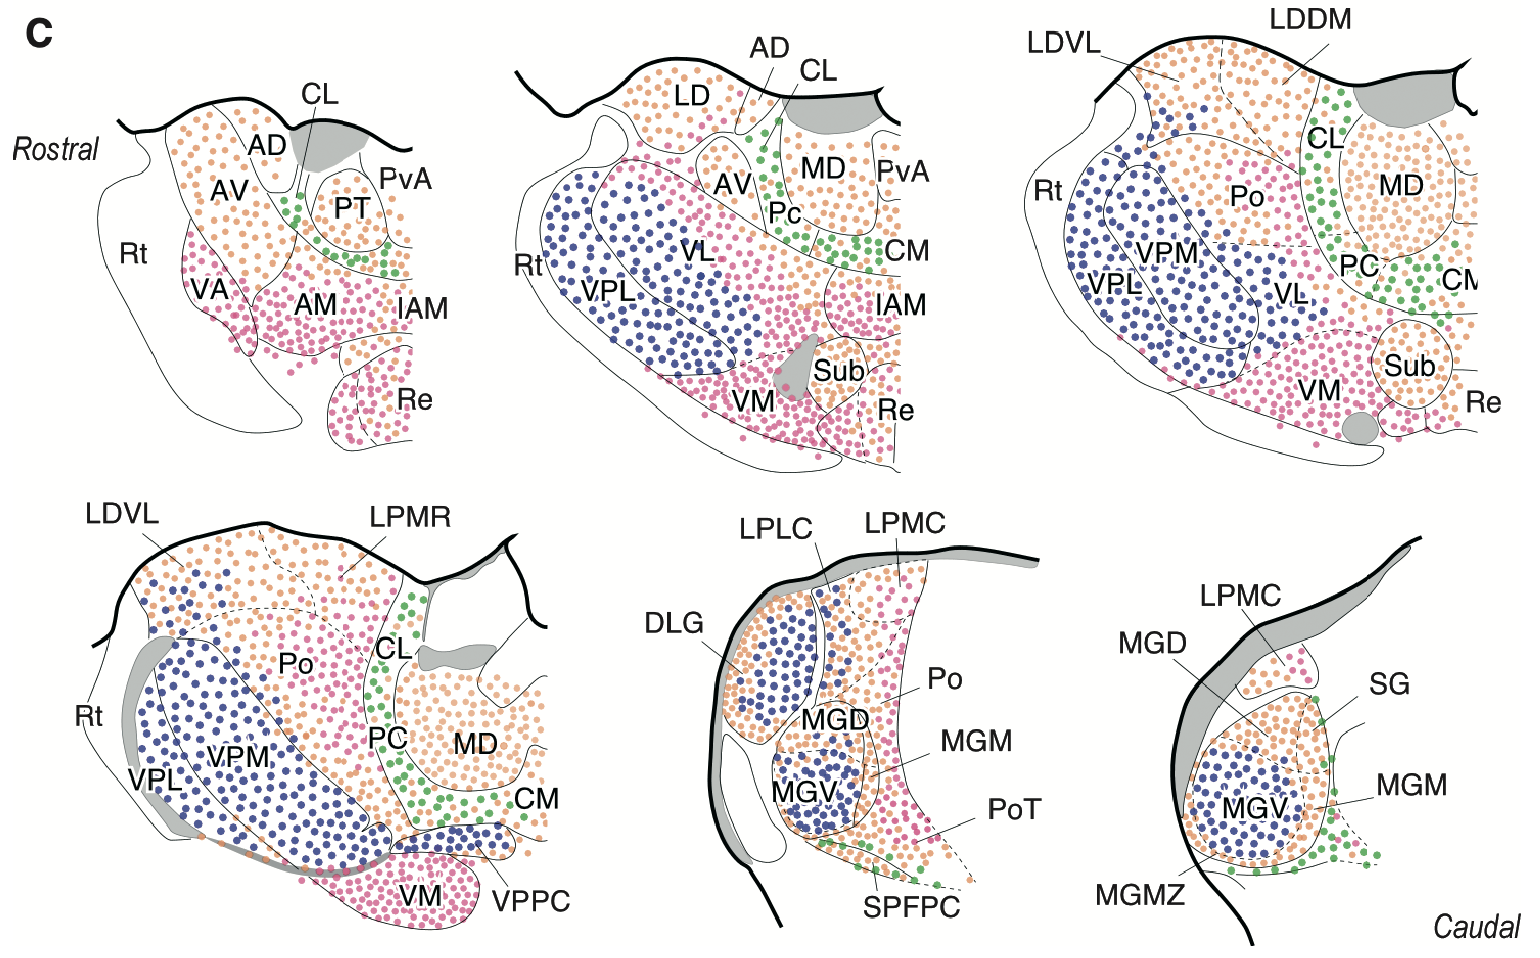 C
Rostral
CL
AD
AV
PT
PvA
Rt
VA
AM
IAM
Re
AD
CL
LD
MD
PvA
AV
Pc
CM
Rt
VL
VPL
IAM
Sub
VM
Re
LDDM
LDVL
CL
Rt
MD
Po
VPM
PC
VPL
VL
CM
Sub
VM
Re
LDVL
LPMR
CL
Po
Rt
PC
MD
VPM
VPL
CM
VM
VPPC
LPLC
LPMC
DLG
Po
MGD
MGM
MGV
PoT
SPFPC
LPMC
MGD
SG
MGM
MGV
MGMZ
Caudal